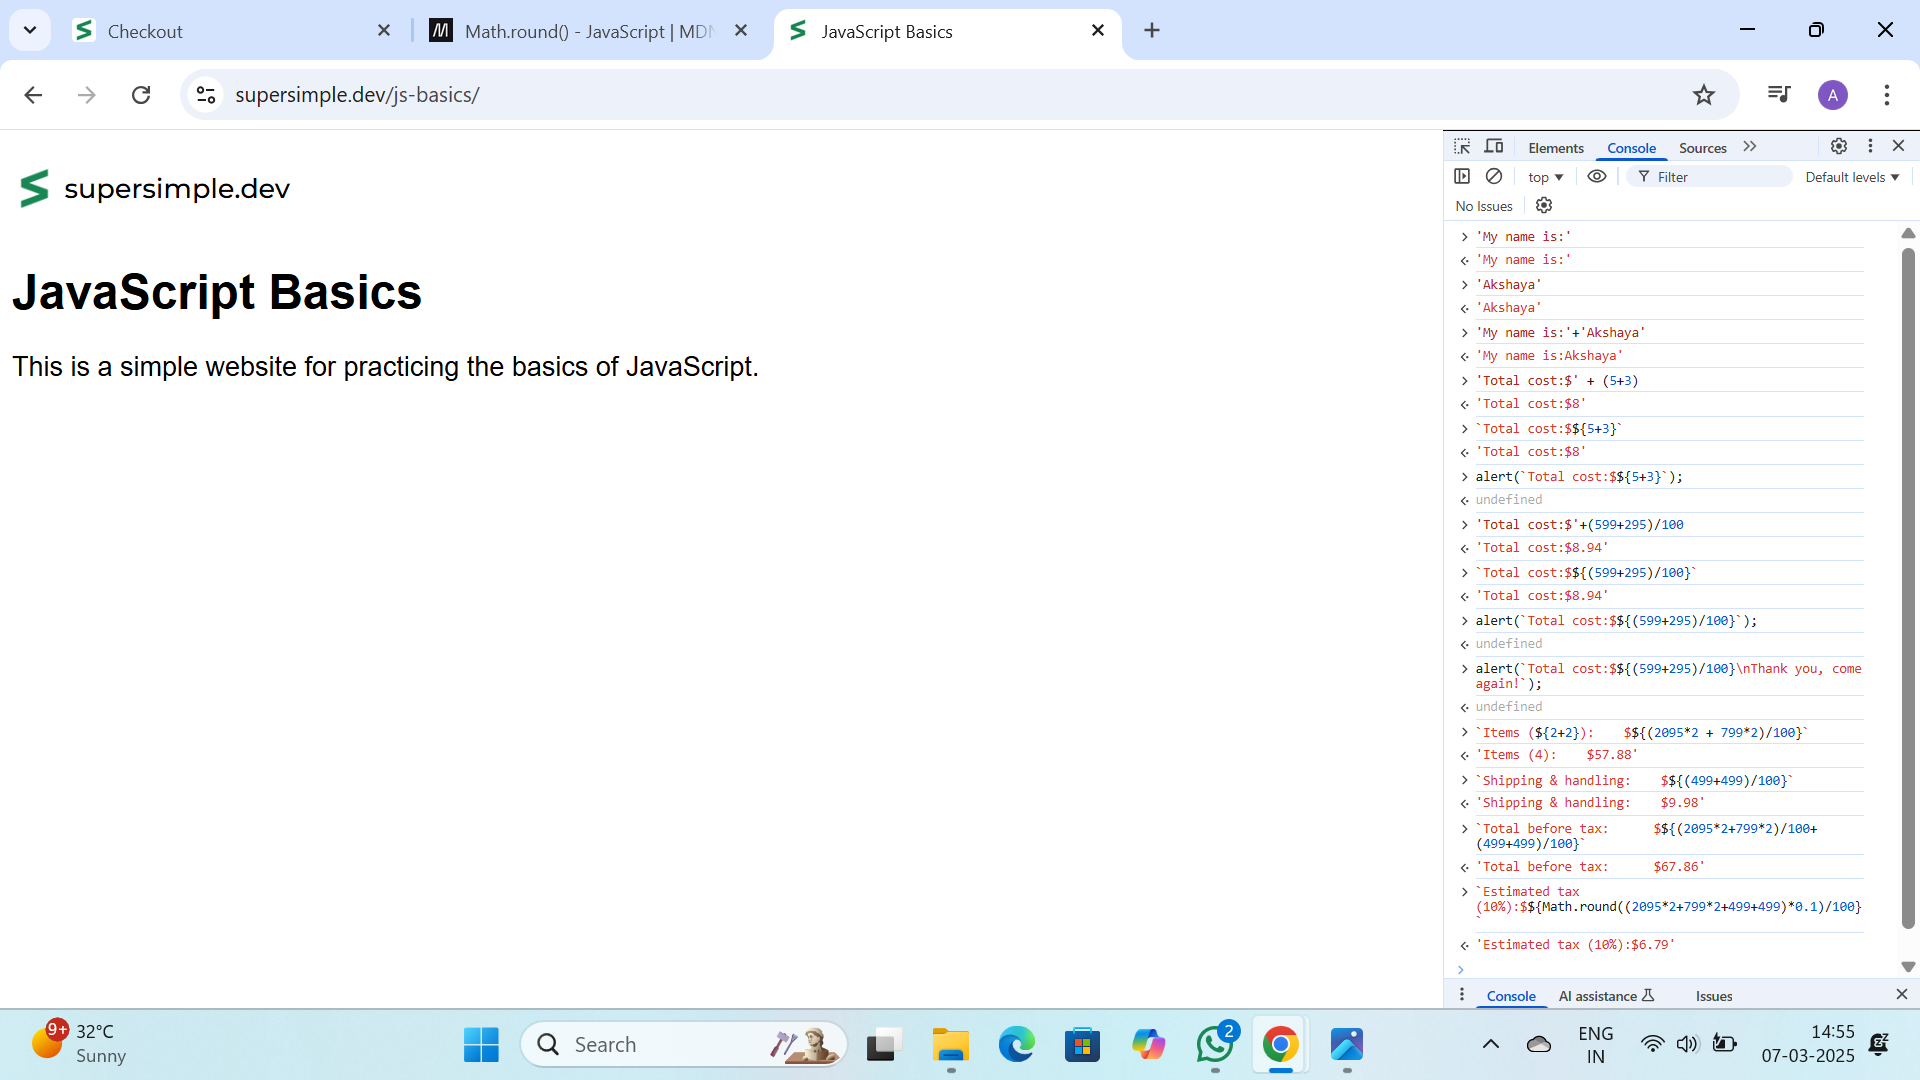 Checkout
Math.round() - JavaScript | MDN
JavaScript Basics
supersimple.dev/js-basics/
A
supersimple.dev
JavaScript Basics
This is a simple website for practicing the basics of JavaScript.
Elements
Console
Sources
top
Filter
Default levels
No Issues
'My name is:'
'My name is:'
'Akshaya'
'Akshaya'
'My name is:'+'Akshaya'
'My name is:Akshaya'
'Total cost:$' + (5+3)
'Total cost:$8'
`Total cost:$${5+3}`
'Total cost:$8'
alert(`Total cost:$${5+3}`);
undefined
'Total cost:$'+(599+295)/100
'Total cost:$8.94'
`Total cost:$${(599+295)/100}`
'Total cost:$8.94'
alert(`Total cost:$${(599+295)/100}`);
undefined
alert(`Total cost:$${(599+295)/100}\nThank you, come
again!`);
undefined
`Items (${2+2}):    $${(2095*2 + 799*2)/100}`
'Items (4):    $57.88'
`Shipping & handling:    $${(499+499)/100}`
'Shipping & handling:    $9.98'
`Total before tax:      $${(2095*2+799*2)/100+
(499+499)/100}`
'Total before tax:      $67.86'
`Estimated tax
(10%):$${Math.round((2095*2+799*2+499+499)*0.1)/100}
`
'Estimated tax (10%):$6.79'
Console
AI assistance
Issues
9+
32°C
Sunny
Search
2
ENG
IN
14:55
07-03-2025